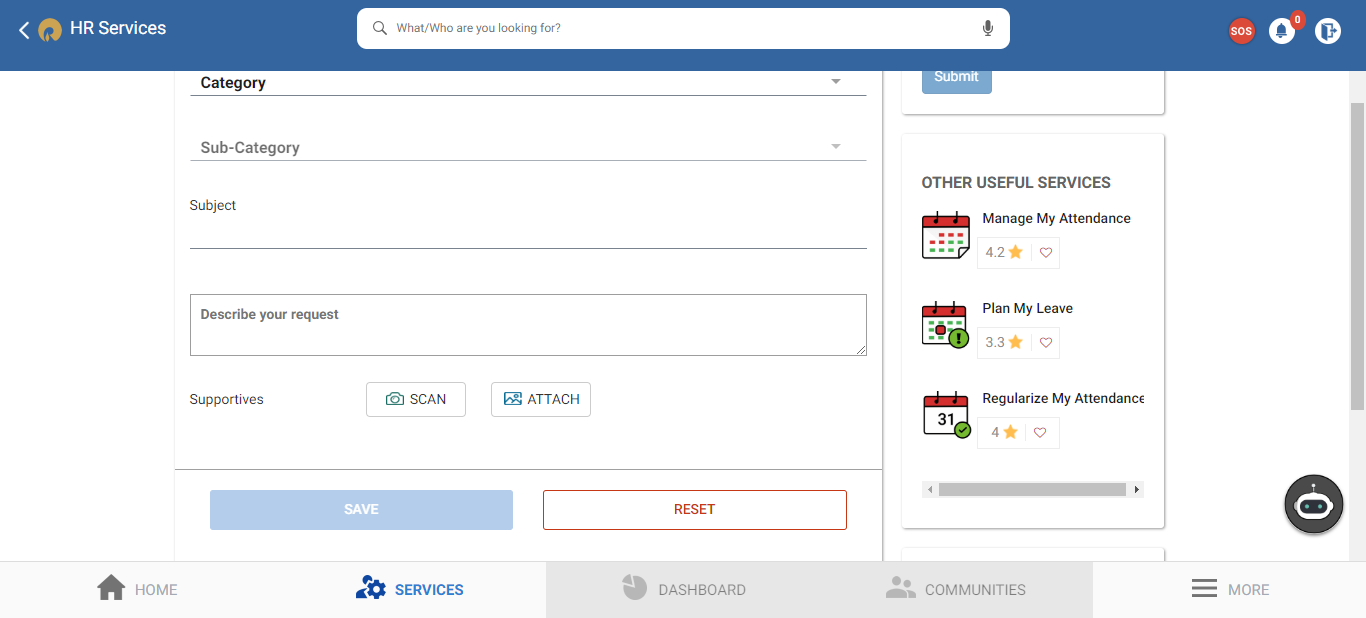 HR Services
What/Who are you looking for?
SOS
0
Category
Sub-Category
Subject
Describe your request
Supportives
SCAN
ATTACH
SAVE
RESET
Submit
OTHER USEFUL SERVICES
Manage My Attendance
4.2
Plan My Leave
3.3
31
Regularize My Attendance
4
HOME
SERVICES
DASHBOARD
COMMUNITIES
MORE